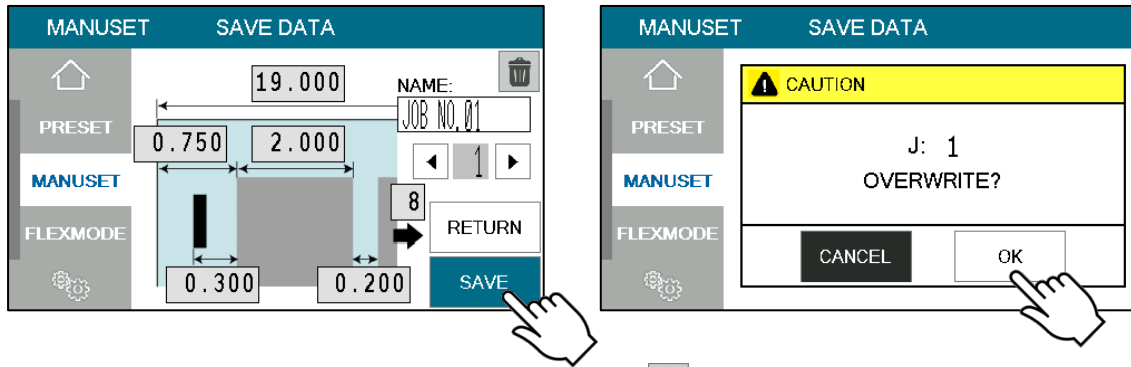 MANUSET SAVE DATA
19.000
NAME:
JOB NO.01
PRESET
0.750 2.000
1
MANUSET
8
FLEXMODE
RETURN
0.300 0.200
SAVE
MANUSET SAVE DATA
CAUTION
PRESET
J: 1
MANUSET
OVERWRITE?
FLEXMODE
CANCEL OK